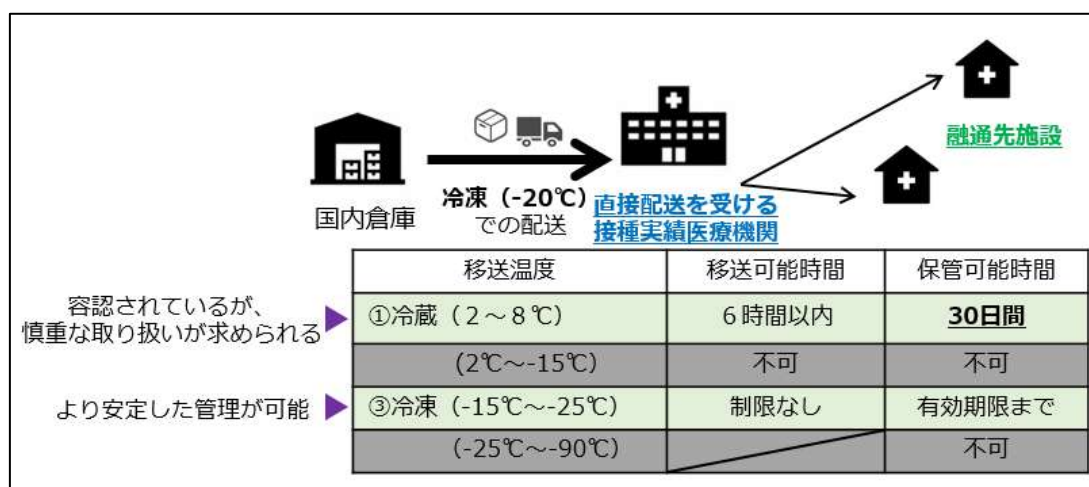 融通先施設
国内倉庫
冷凍（-20℃）
での配送
直接配送を受ける
接種実績医療機関
移送温度 移送可能時間 保管可能時間
容認されているが、
慎重な取り扱いが求められる
①冷蔵（2～8℃） 6時間以内 30日間
(2℃～-15℃) 不可 不可
より安定した管理が可能
③冷凍（-15℃～-25℃） 制限なし 有効期限まで
（-25℃～-90℃） 不可